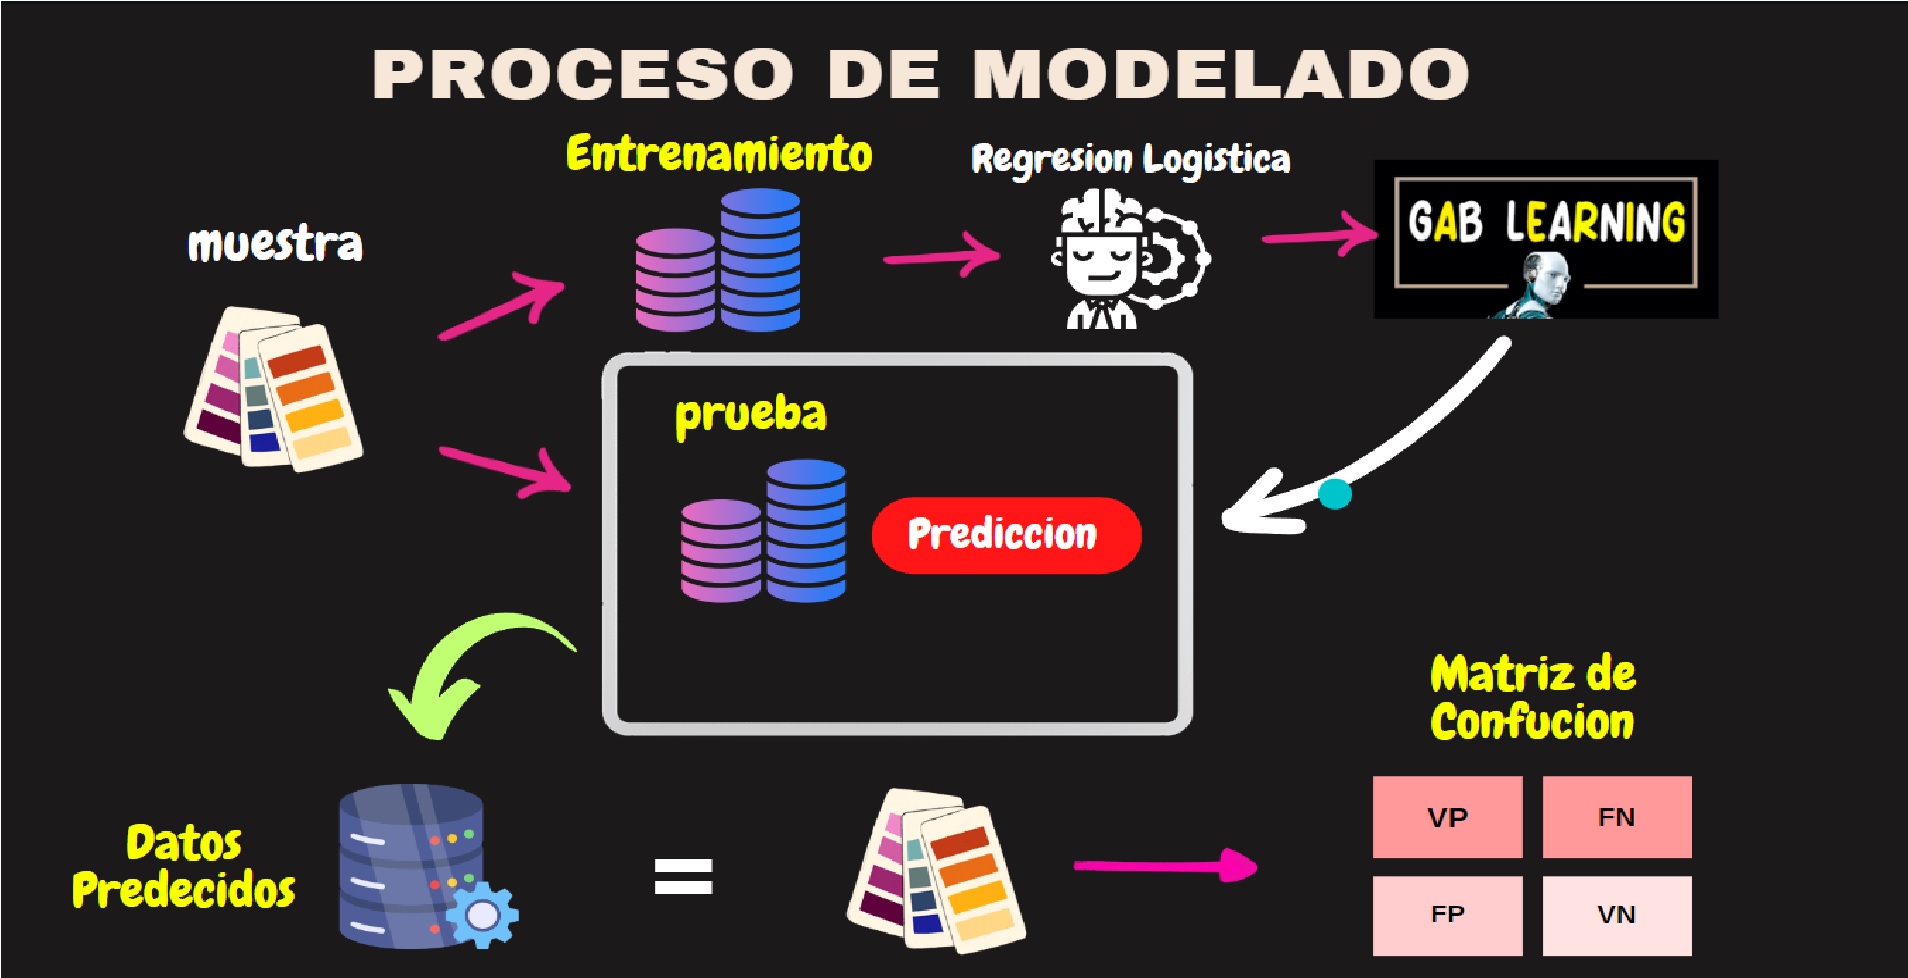 PROCESO DE MODELADO
Entrenamiento
Regresion Logistica
muestra
GAB LEARNING
prueba
Prediccion
Matriz de
Confucion
Datos
Predecidos
=
VP
FN
FP
VN